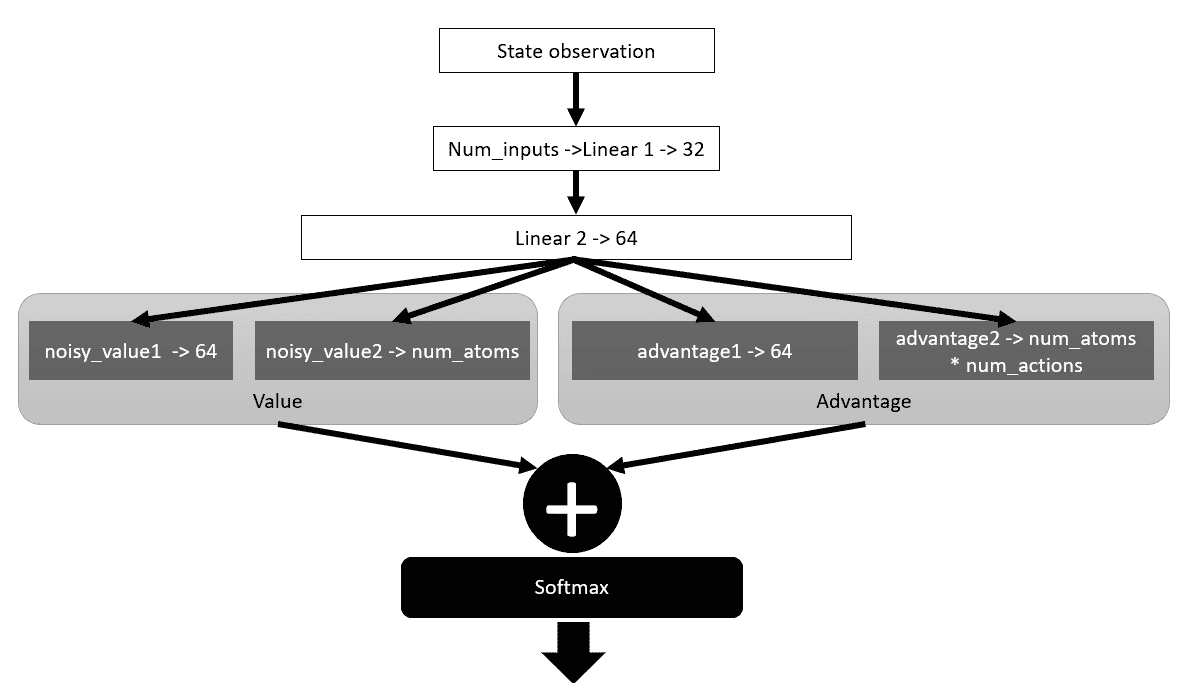 State observation
Num_inputs ->Linear 1 -> 32
Linear 2 -> 64
noisy_value1  -> 64
noisy_value2 -> num_atoms
advantage1 -> 64
advantage2 -> num_atoms
* num_actions
Value
Advantage
Softmax